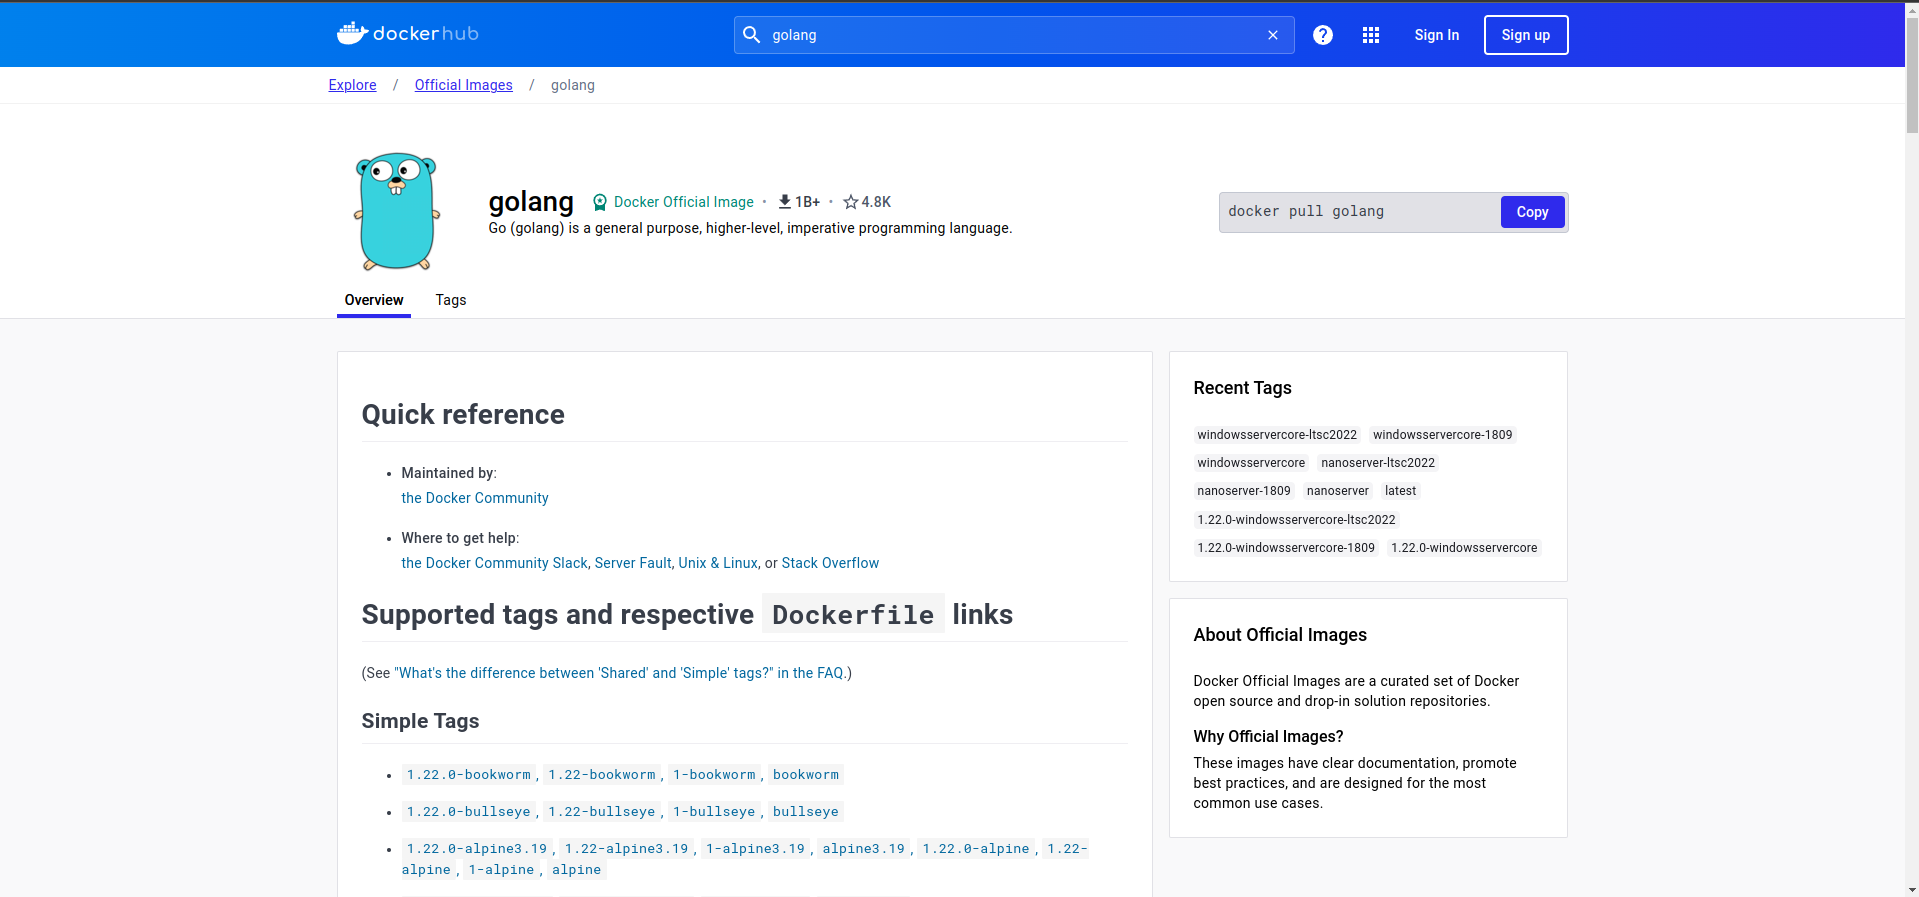 docker hub
golang
Sign In
Sign up
Explore / Official Images / golang
golang Docker Official Image • 1B+ • 4.8K
Go (golang) is a general purpose, higher-level, imperative programming language.
docker pull golang
Copy
Overview
Tags
Quick reference
• Maintained by:
the Docker Community
• Where to get help:
the Docker Community Slack, Server Fault, Unix & Linux, or Stack Overflow
Supported tags and respective Dockerfile links
(See "What's the difference between 'Shared' and 'Simple' tags?" in the FAQ.)
Simple Tags
• 1.22.0-bookworm, 1.22-bookworm, 1-bookworm, bookworm
• 1.22.0-bullseye, 1.22-bullseye, 1-bullseye, bullseye
• 1.22.0-alpine3.19, 1.22-alpine3.19, 1-alpine3.19, alpine3.19, 1.22.0-alpine, 1.22-
alpine, 1-alpine, alpine
Recent Tags
windowsservercore-ltsc2022 windowsservercore-1809
windowsservercore nanoserver-ltsc2022
nanoserver-1809 nanoserver latest
1.22.0-windowsservercore-ltsc2022
1.22.0-windowsservercore-1809 1.22.0-windowsservercore
About Official Images
Docker Official Images are a curated set of Docker
open source and drop-in solution repositories.
Why Official Images?
These images have clear documentation, promote
best practices, and are designed for the most
common use cases.